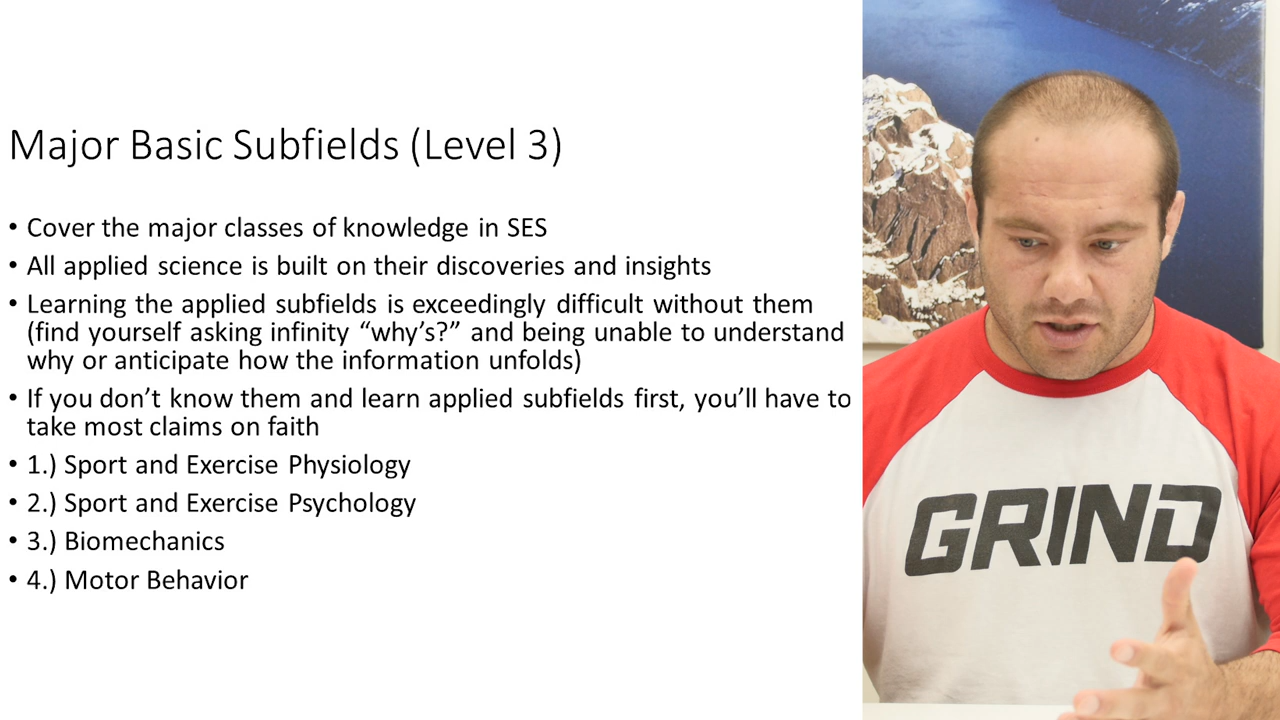 Major Basic Subfields (Level 3)
• Cover the major classes of knowledge in SES
• All applied science is built on their discoveries and insights
• Learning the applied subfields is exceedingly difficult without them
(find yourself asking infinity “why’s?” and being unable to understand
why or anticipate how the information unfolds)
• If you don’t know them and learn applied subfields first, you’ll have to
take most claims on faith
• 1.) Sport and Exercise Physiology
• 2.) Sport and Exercise Psychology
• 3.) Biomechanics
• 4.) Motor Behavior
GRIND